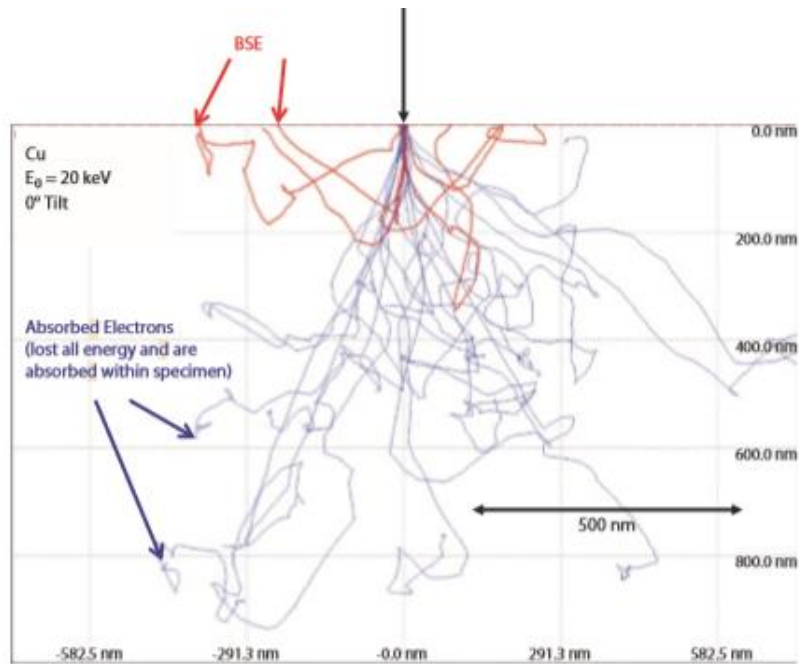 BSE
Cu
E₀ = 20 keV
0° Tilt
0.0 nm
200.0 nm
Absorbed Electrons
(lost all energy and are
absorbed within specimen)
400.0 nm
600.0 nm
500 nm
800.0 nm
-582.5 nm -291.3 nm -0.0 nm 291.3 nm 582.5 nm